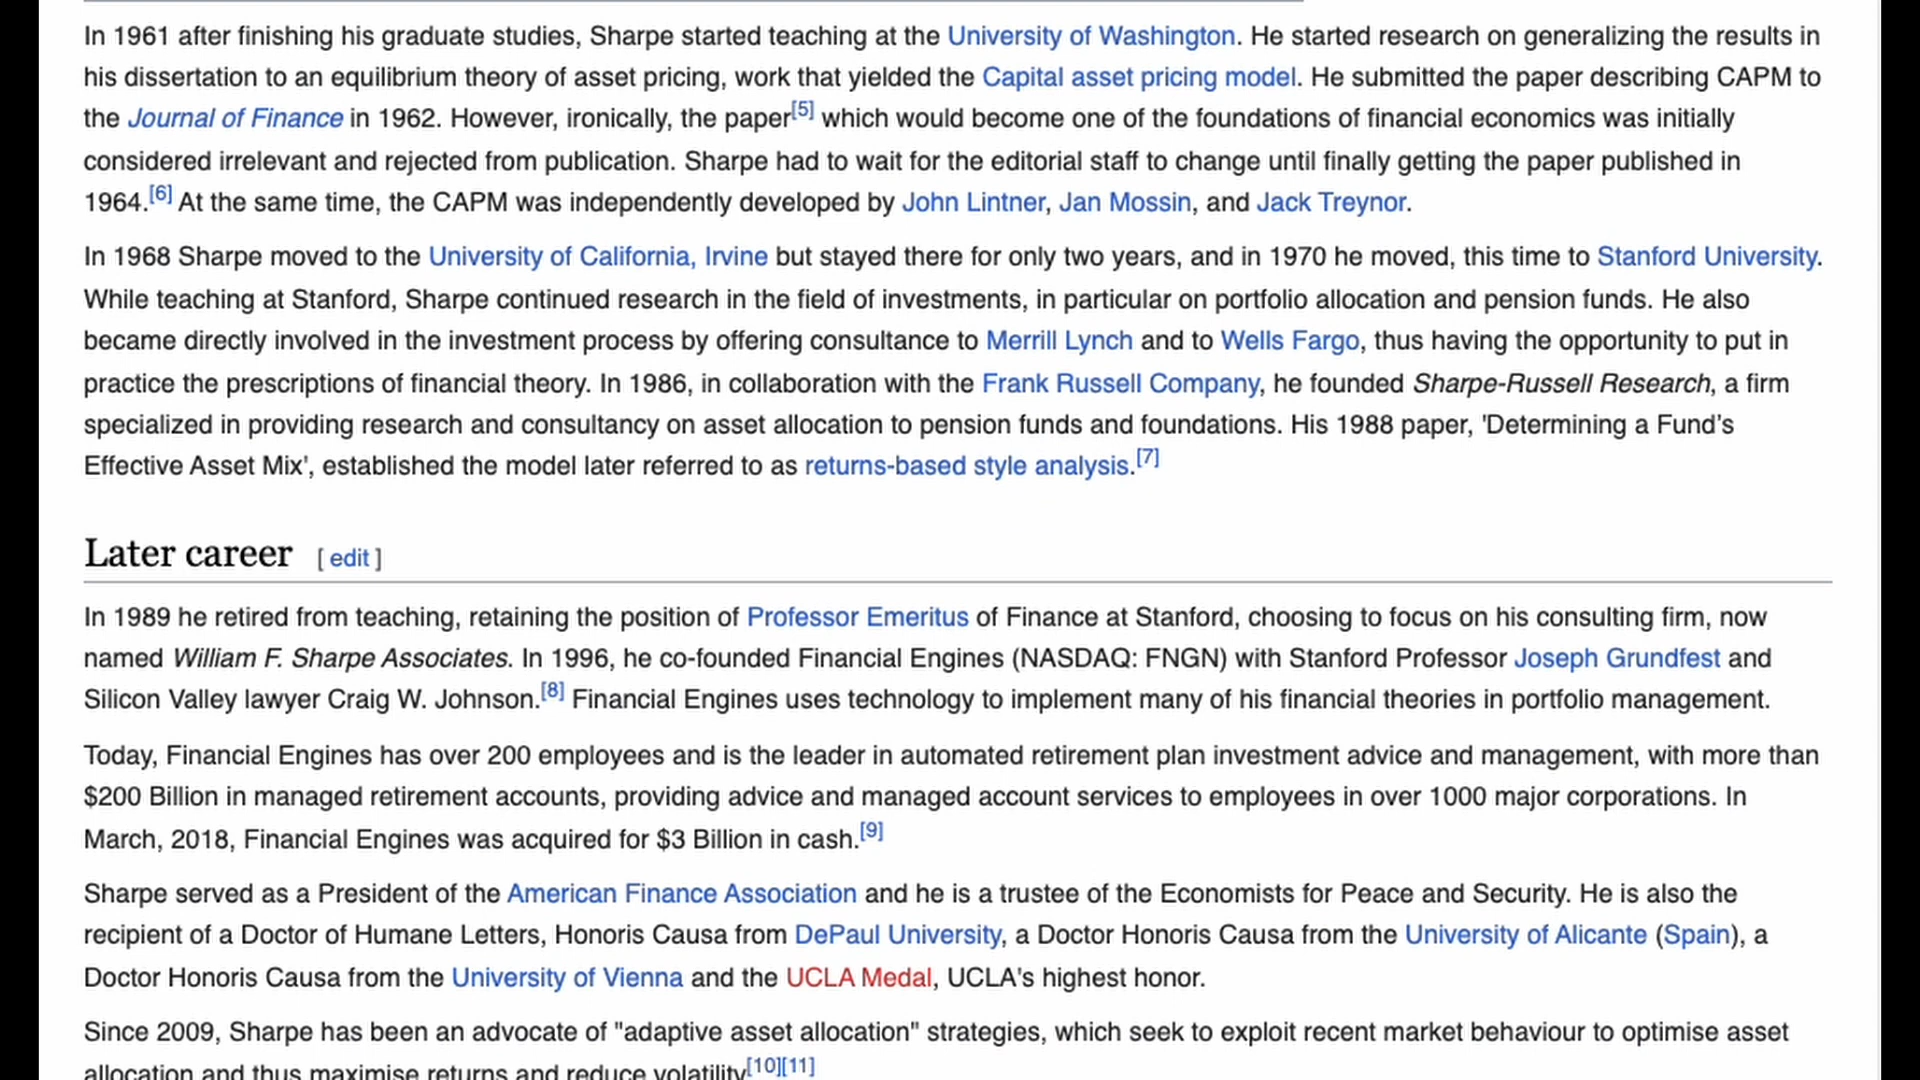 In 1961 after finishing his graduate studies, Sharpe started teaching at the University of Washington. He started research on generalizing the results in
his dissertation to an equilibrium theory of asset pricing, work that yielded the Capital asset pricing model. He submitted the paper describing CAPM to
the Journal of Finance in 1962. However, ironically, the paper[5] which would become one of the foundations of financial economics was initially
considered irrelevant and rejected from publication. Sharpe had to wait for the editorial staff to change until finally getting the paper published in
1964.[6] At the same time, the CAPM was independently developed by John Lintner, Jan Mossin, and Jack Treynor.
In 1968 Sharpe moved to the University of California, Irvine but stayed there for only two years, and in 1970 he moved, this time to Stanford University.
While teaching at Stanford, Sharpe continued research in the field of investments, in particular on portfolio allocation and pension funds. He also
became directly involved in the investment process by offering consultance to Merrill Lynch and to Wells Fargo, thus having the opportunity to put in
practice the prescriptions of financial theory. In 1986, in collaboration with the Frank Russell Company, he founded Sharpe-Russell Research, a firm
specialized in providing research and consultancy on asset allocation to pension funds and foundations. His 1988 paper, 'Determining a Fund's
Effective Asset Mix', established the model later referred to as returns-based style analysis.[7]
Later career [ edit ]
In 1989 he retired from teaching, retaining the position of Professor Emeritus of Finance at Stanford, choosing to focus on his consulting firm, now
named William F. Sharpe Associates. In 1996, he co-founded Financial Engines (NASDAQ: FNGN) with Stanford Professor Joseph Grundfest and
Silicon Valley lawyer Craig W. Johnson.[8] Financial Engines uses technology to implement many of his financial theories in portfolio management.
Today, Financial Engines has over 200 employees and is the leader in automated retirement plan investment advice and management, with more than
$200 Billion in managed retirement accounts, providing advice and managed account services to employees in over 1000 major corporations. In
March, 2018, Financial Engines was acquired for $3 Billion in cash.[9]
Sharpe served as a President of the American Finance Association and he is a trustee of the Economists for Peace and Security. He is also the
recipient of a Doctor of Humane Letters, Honoris Causa from DePaul University, a Doctor Honoris Causa from the University of Alicante (Spain), a
Doctor Honoris Causa from the University of Vienna and the UCLA Medal, UCLA's highest honor.
Since 2009, Sharpe has been an advocate of "adaptive asset allocation" strategies, which seek to exploit recent market behaviour to optimise asset
allocation and thus maximise returns and reduce volatility[10][11]